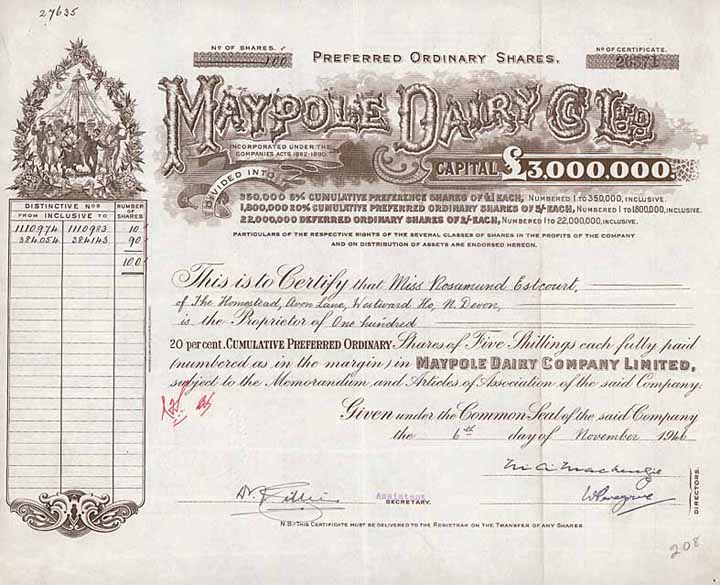 27635
No OF SHARES.
100
PREFERRED ORDINARY SHARES.
No OF CERTIFICATE.
MAYPOLE DAIRY Co LTD
INCORPORATED UNDER THE
COMPANIES ACTS 1862-1890.
CAPITAL £3,000,000.
DIVIDED INTO
350,000 5% CUMULATIVE PREFERENCE SHARES OF £1 EACH, NUMBERED 1 TO 350,000, INCLUSIVE.
1,800,000 20% CUMULATIVE PREFERRED ORDINARY SHARES OF 5/- EACH, NUMBERED 1 TO 1,800,000, INCLUSIVE.
22,000,000 DEFERRED ORDINARY SHARES OF 2/- EACH, NUMBERED 1 TO 22,000,000, INCLUSIVE.
PARTICULARS OF THE RESPECTIVE RIGHTS OF THE SEVERAL CLASSES OF SHARES IN THE PROFITS OF THE COMPANY
AND ON DISTRIBUTION OF ASSETS ARE ENDORSED HEREON.
DISTINCTIVE Nos
FROM INCLUSIVE TO
NUMBER OF SHARES
1110974 1110983 10
384054 384143 90
100
This is to Certify that Miss Rosamund Estcourt,
of The Homestead, Avon Lane, Westward Ho, N. Devon,
is the Proprietor of One hundred
20 per cent. CUMULATIVE PREFERRED ORDINARY Shares of Five Shillings each fully paid
(numbered as in the margin) in MAYPOLE DAIRY COMPANY LIMITED,
subject to the Memorandum and Articles of Association of the said Company.
Given under the Common Seal of the said Company
the 6th day of November 1946
M. A. Mackenzie
DIRECTORS.
Assistant
SECRETARY.
N.B: THIS CERTIFICATE MUST BE DELIVERED TO THE REGISTRAR ON THE TRANSFER OF ANY SHARES
208